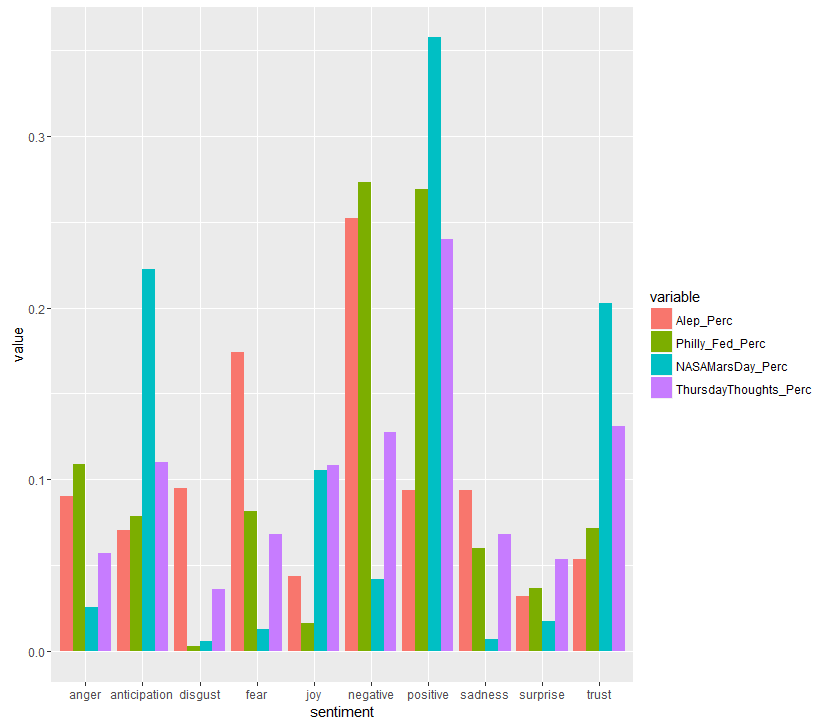 0.3
0.2
0.1
0.0
value
anger anticipation disgust fear joy negative positive sadness surprise trust
sentiment
variable
Alep_Perc
Philly_Fed_Perc
NASAMarsDay_Perc
ThursdayThoughts_Perc